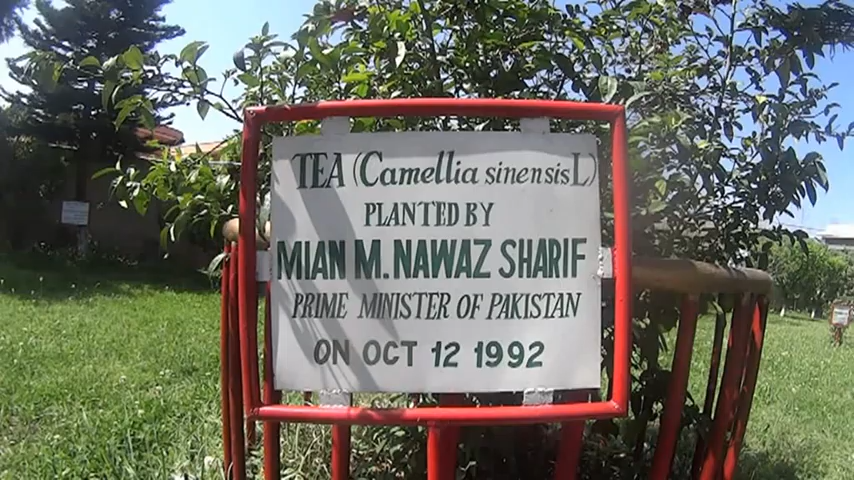 TEA (Camellia sinensis L)
PLANTED BY
MIAN M. NAWAZ SHARIF
PRIME MINISTER OF PAKISTAN
ON OCT 12 1992